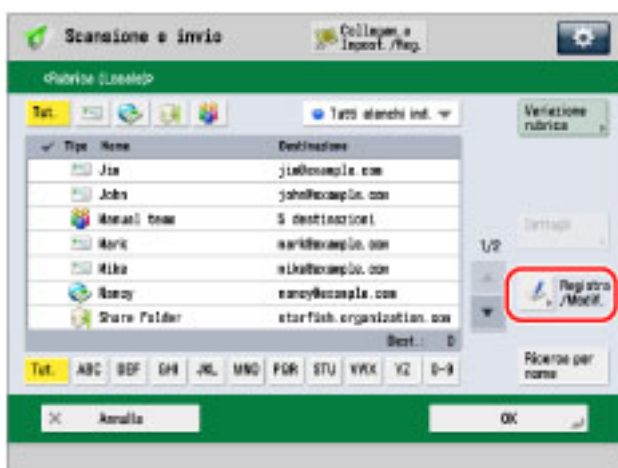 Scansione e invio
Collegam. a
Impost./Reg.
<Rubrica (Locale)>
Tut.
Tutti elenchi ind.
Variazione
rubrica
Tipo Nome Destinazione
Jim jim@example.com
John john@example.com
Manual team 5 destinazioni
Mark mark@example.com
Mike mike@example.com
Nancy nancy@example.com
Share Folder starfish.organization.com
1/2
Dettagli
Registra
/Modif.
Dest.: 0
Tut. ABC DEF GHI JKL MNO PQR STU VWX YZ 0-9
Ricerca per
nome
Annulla
OK